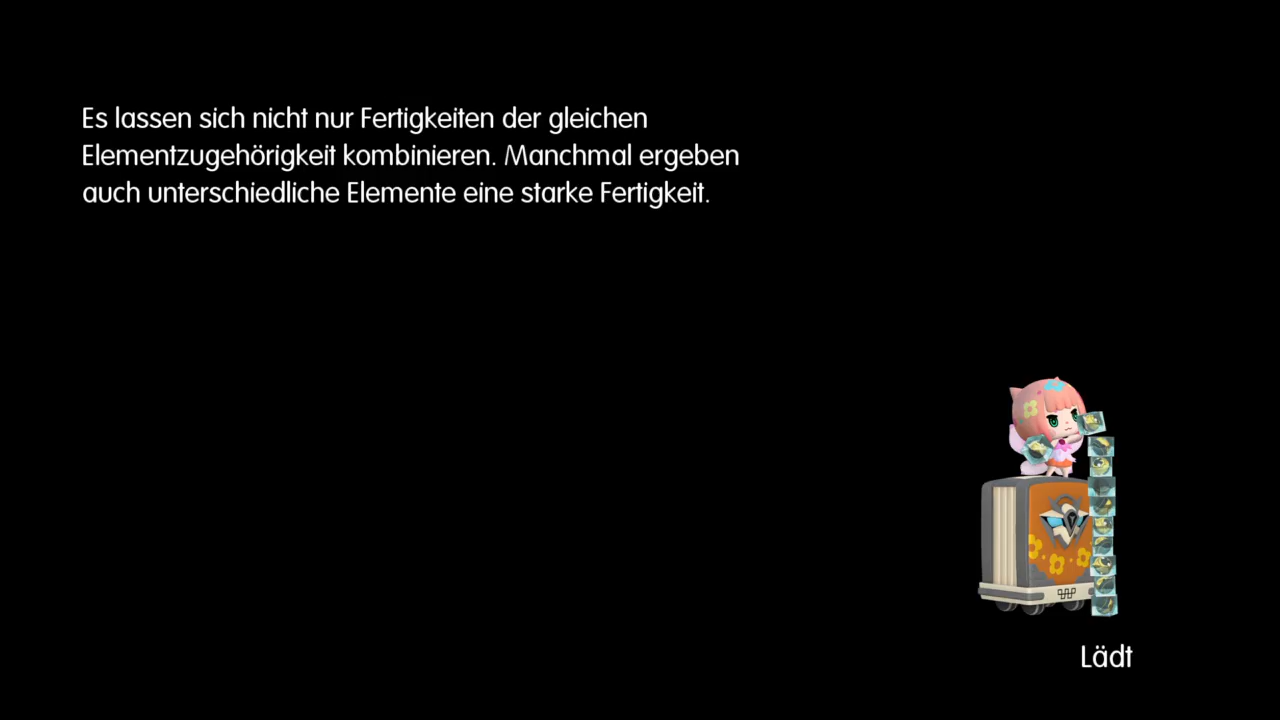 Es lassen sich nicht nur Fertigkeiten der gleichen
Elementzugehörigkeit kombinieren. Manchmal ergeben
auch unterschiedliche Elemente eine starke Fertigkeit.
Lädt